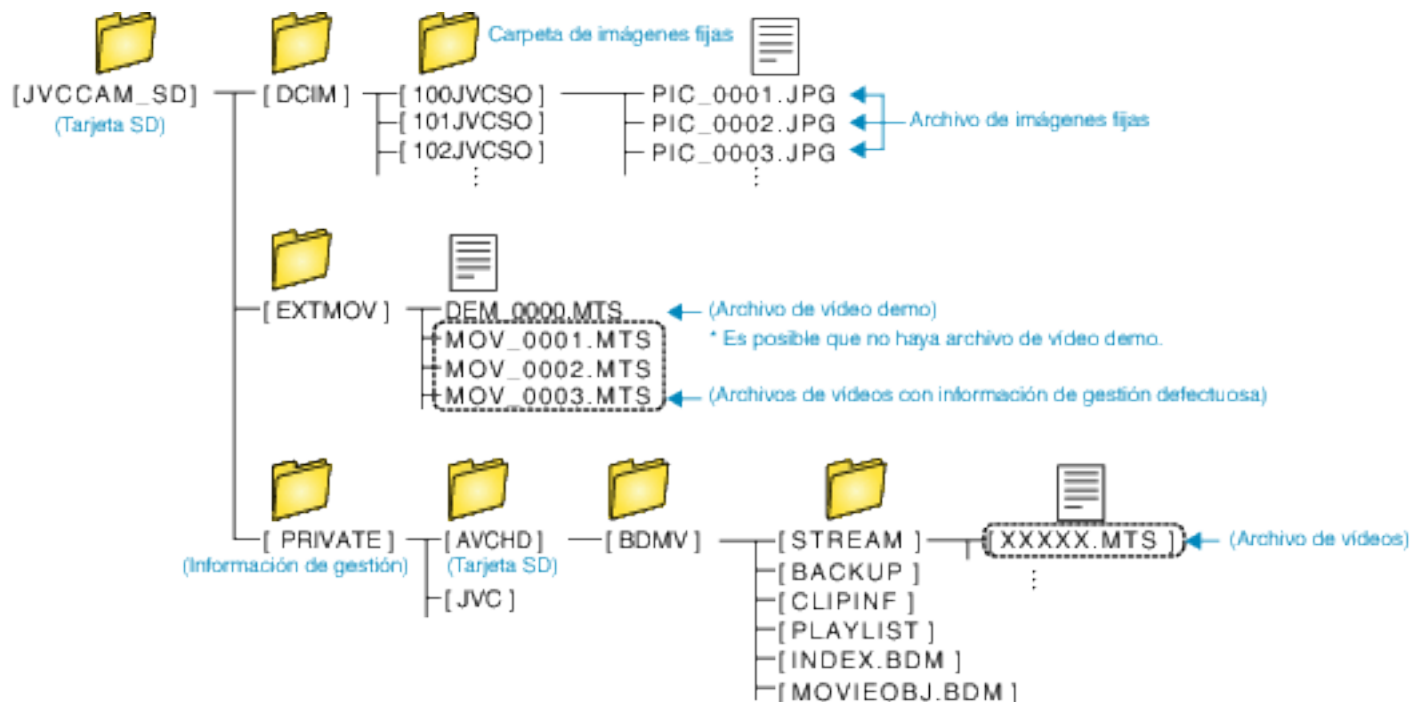 Carpeta de imágenes fijas
[JVCCAM_SD] [DCIM] [100JVCSO] PIC_0001.JPG
(Tarjeta SD) [101JVCSO] PIC_0002.JPG Archivo de imágenes fijas
[102JVCSO] PIC_0003.JPG
[EXTMOV] DEM_0000.MTS (Archivo de vídeo demo)
MOV_0001.MTS * Es posible que no haya archivo de vídeo demo.
MOV_0002.MTS
MOV_0003.MTS (Archivos de vídeos con información de gestión defectuosa)
[PRIVATE] [AVCHD] [BDMV] [STREAM] [XXXXX.MTS] (Archivo de vídeos)
(Información de gestión) (Tarjeta SD) [BACKUP]
[JVC] [CLIPINF]
[PLAYLIST]
[INDEX.BDM]
[MOVIEOBJ.BDM]